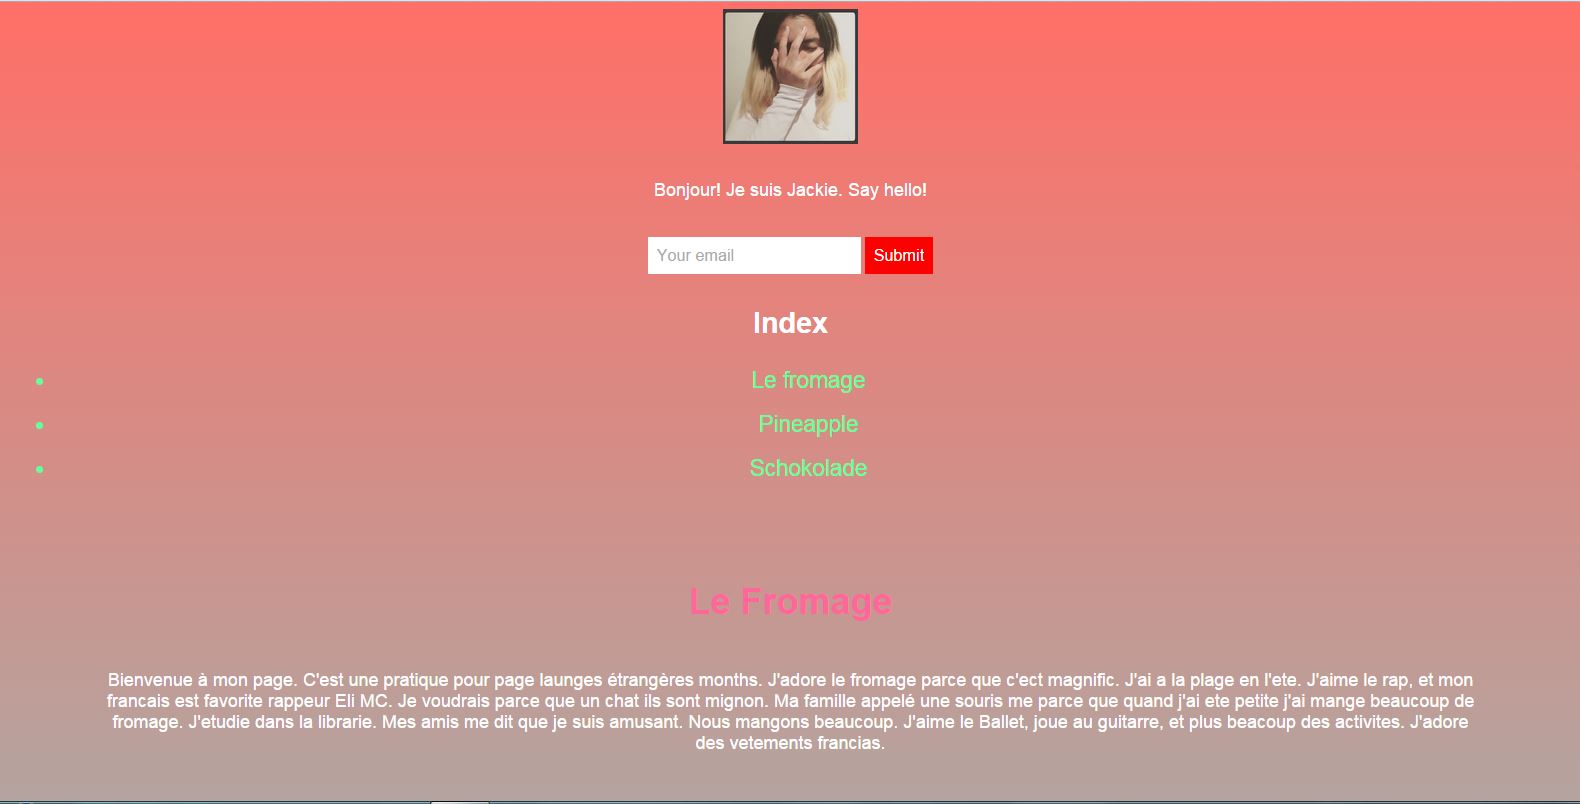 Bonjour! Je suis Jackie. Say hello!
Your email
Submit
Index
Le fromage
Pineapple
Schokolade
Le Fromage
Bienvenue à mon page. C'est une pratique pour page launges étrangères months. J'adore le fromage parce que c'ect magnific. J'ai a la plage en l'ete. J'aime le rap, et mon
francais est favorite rappeur Eli MC. Je voudrais parce que un chat ils sont mignon. Ma famille appelé une souris me parce que quand j'ai ete petite j'ai mange beaucoup de
fromage. J'etudie dans la librarie. Mes amis me dit que je suis amusant. Nous mangons beaucoup. J'aime le Ballet, joue au guitarre, et plus beacoup des activites. J'adore
des vetements francias.